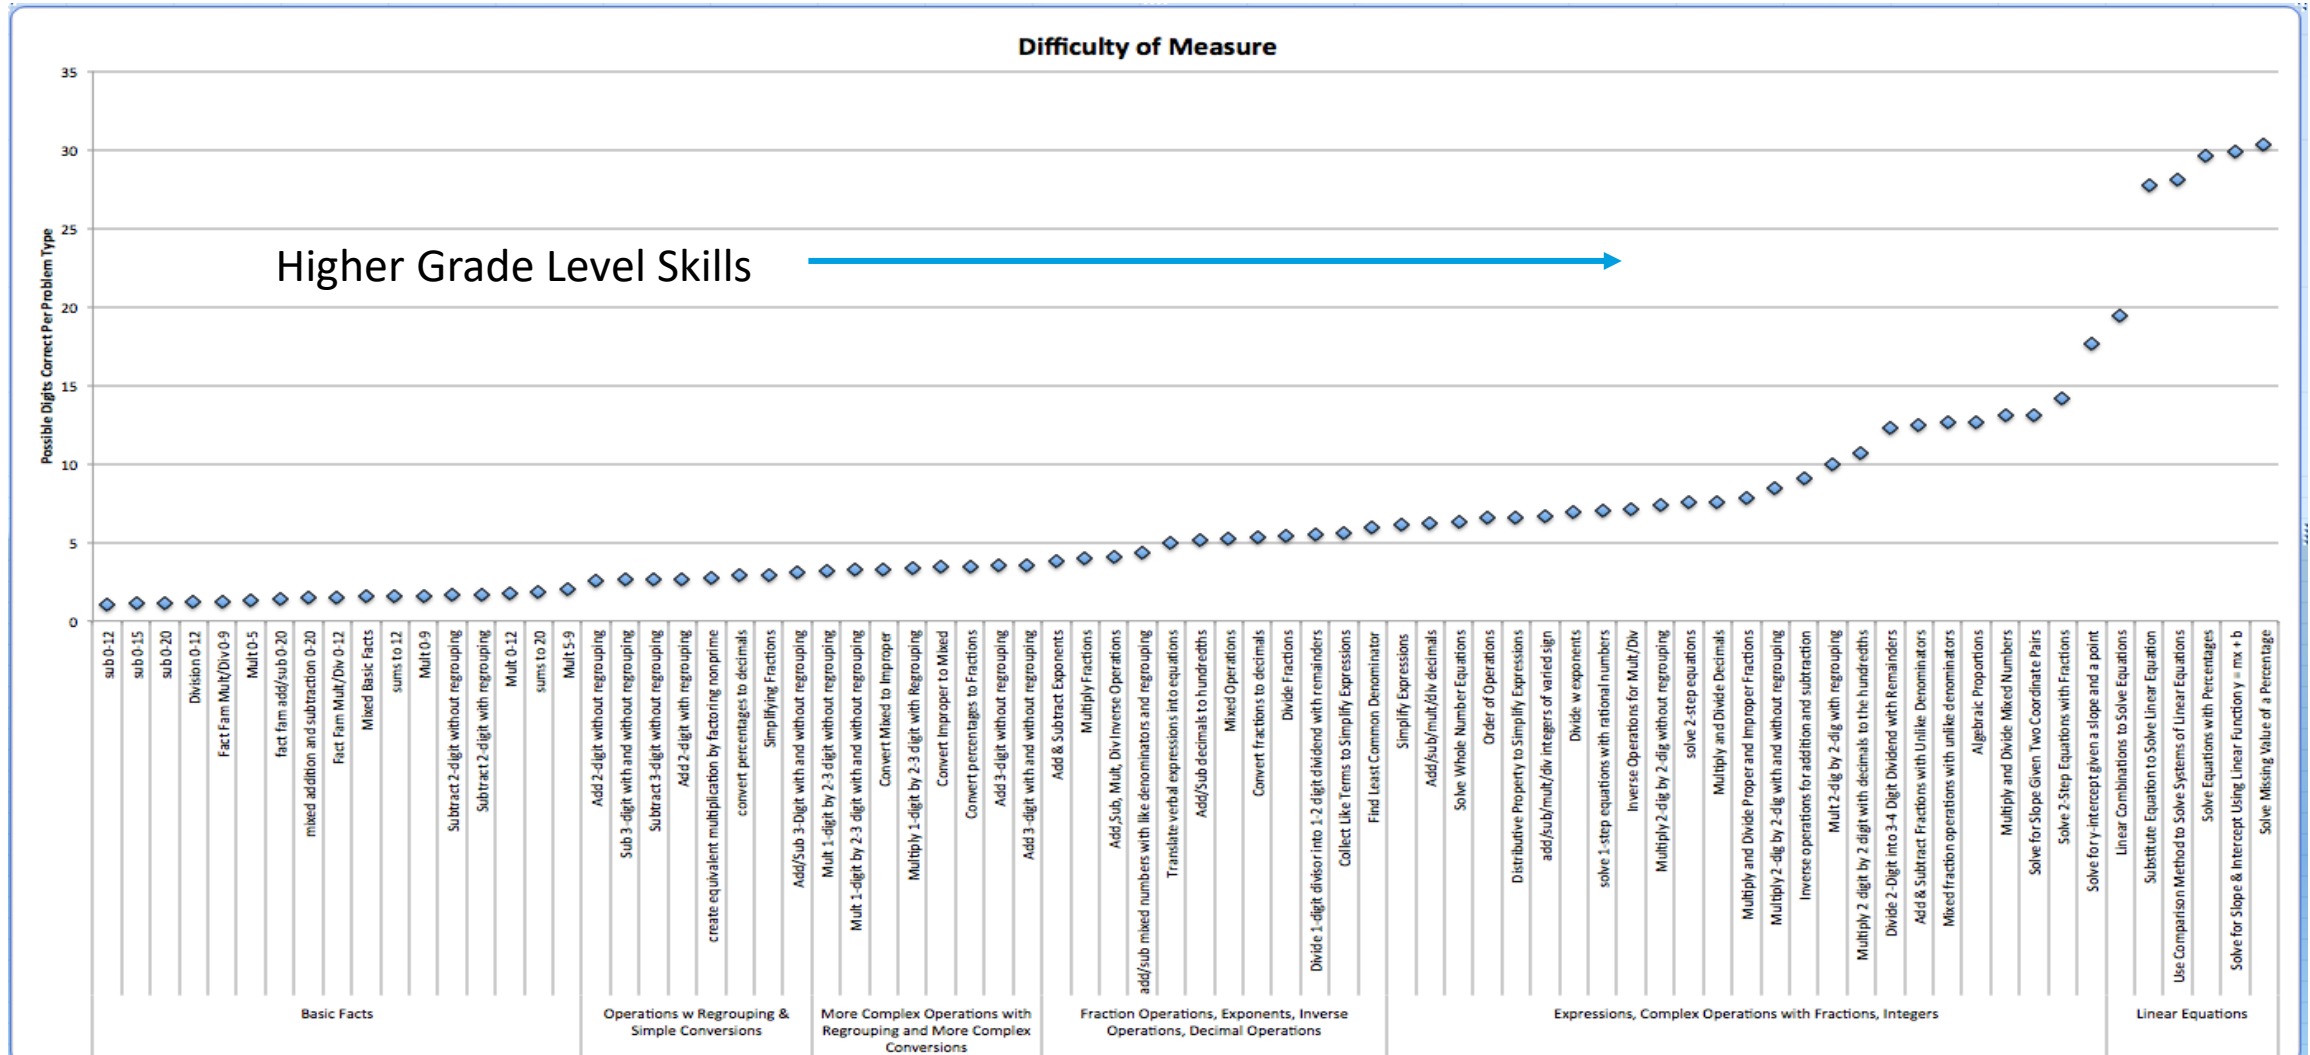 Difficulty of Measure
35
30
25
20
15
10
5
0
Possible Digits Correct Per Problem Type
Higher Grade Level Skills
sub 0-12
sub 0-15
sub 0-20
Division 0-12
Fact Fam Mult/Div 0-9
Mult 0-5
fact fam add/sub 0-20
mixed addition and subtraction 0-20
Fact Fam Mult/Div 0-12
Mixed Basic Facts
sums to 12
Mult 0-9
Subtract 2-digit without regrouping
Subtract 2-digit with regrouping
Mult 0-12
sums to 20
Mult 5-9
Add 2-digit without regrouping
Sub 3-digit with and without regrouping
Subtract 3-digit without regrouping
Add 2-digit with regrouping
create equivalent multiplication by factoring nonprime
convert percentages to decimals
Simplifying Fractions
Add/Sub 3-Digit with and without regrouping
Mult 1-digit by 2-3 digit without regrouping
Mult 1-digit by 2-3 digit with and without regrouping
Convert Mixed to Improper
Multiply 1-digit by 2-3 digit with Regrouping
Convert Improper to Mixed
Convert percentages to Fractions
Add 3-digit without regrouping
Add 3-digit with and without regrouping
Add & Subtract Exponents
Multiply Fractions
Add,Sub, Mult, Div Inverse Operations
add/sub mixed numbers with like denominators and regrouping
Translate verbal expressions into equations
Add/Sub decimals to hundredths
Mixed Operations
Convert fractions to decimals
Divide Fractions
Divide 1-digit divisor into 1-2 digit dividend with remainders
Collect Like Terms to Simplify Expressions
Find Least Common Denominator
Simplify Expressions
Add/sub/mult/div decimals
Solve Whole Number Equations
Order of Operations
Distributive Property to Simplify Expressions
add/sub/mult/div integers of varied sign
Divide w exponents
solve 1-step equations with rational numbers
Inverse Operations for Mult/Div
Multiply 2-dig by 2-dig without regrouping
solve 2-step equations
Multiply and Divide Decimals
Multiply and Divide Proper and Improper Fractions
Multiply 2-dig by 2-dig with and without regrouping
Inverse operations for addition and subtraction
Mult 2-dig by 2-dig with regrouping
Multiply 2 digit by 2 digit with decimals to the hundredths
Divide 2-Digit into 3-4 Digit Dividend with Remainders
Add & Subtract Fractions with Unlike Denominators
Mixed fraction operations with unlike denominators
Algebraic Proportions
Multiply and Divide Mixed Numbers
Solve for Slope Given Two Coordinate Pairs
Solve 2-Step Equations with Fractions
Solve for y-intercept given a slope and a point
Linear Combinations to Solve Equations
Substitute Equation to Solve Linear Equation
Use Comparison Method to Solve Systems of Linear Equations
Solve Equations with Percentages
Solve for Slope & Intercept Using Linear Function y = mx + b
Solve Missing Value of a Percentage
Basic Facts
Operations w Regrouping &
Simple Conversions
More Complex Operations with
Regrouping and More Complex
Conversions
Fraction Operations, Exponents, Inverse
Operations, Decimal Operations
Expressions, Complex Operations with Fractions, Integers
Linear Equations